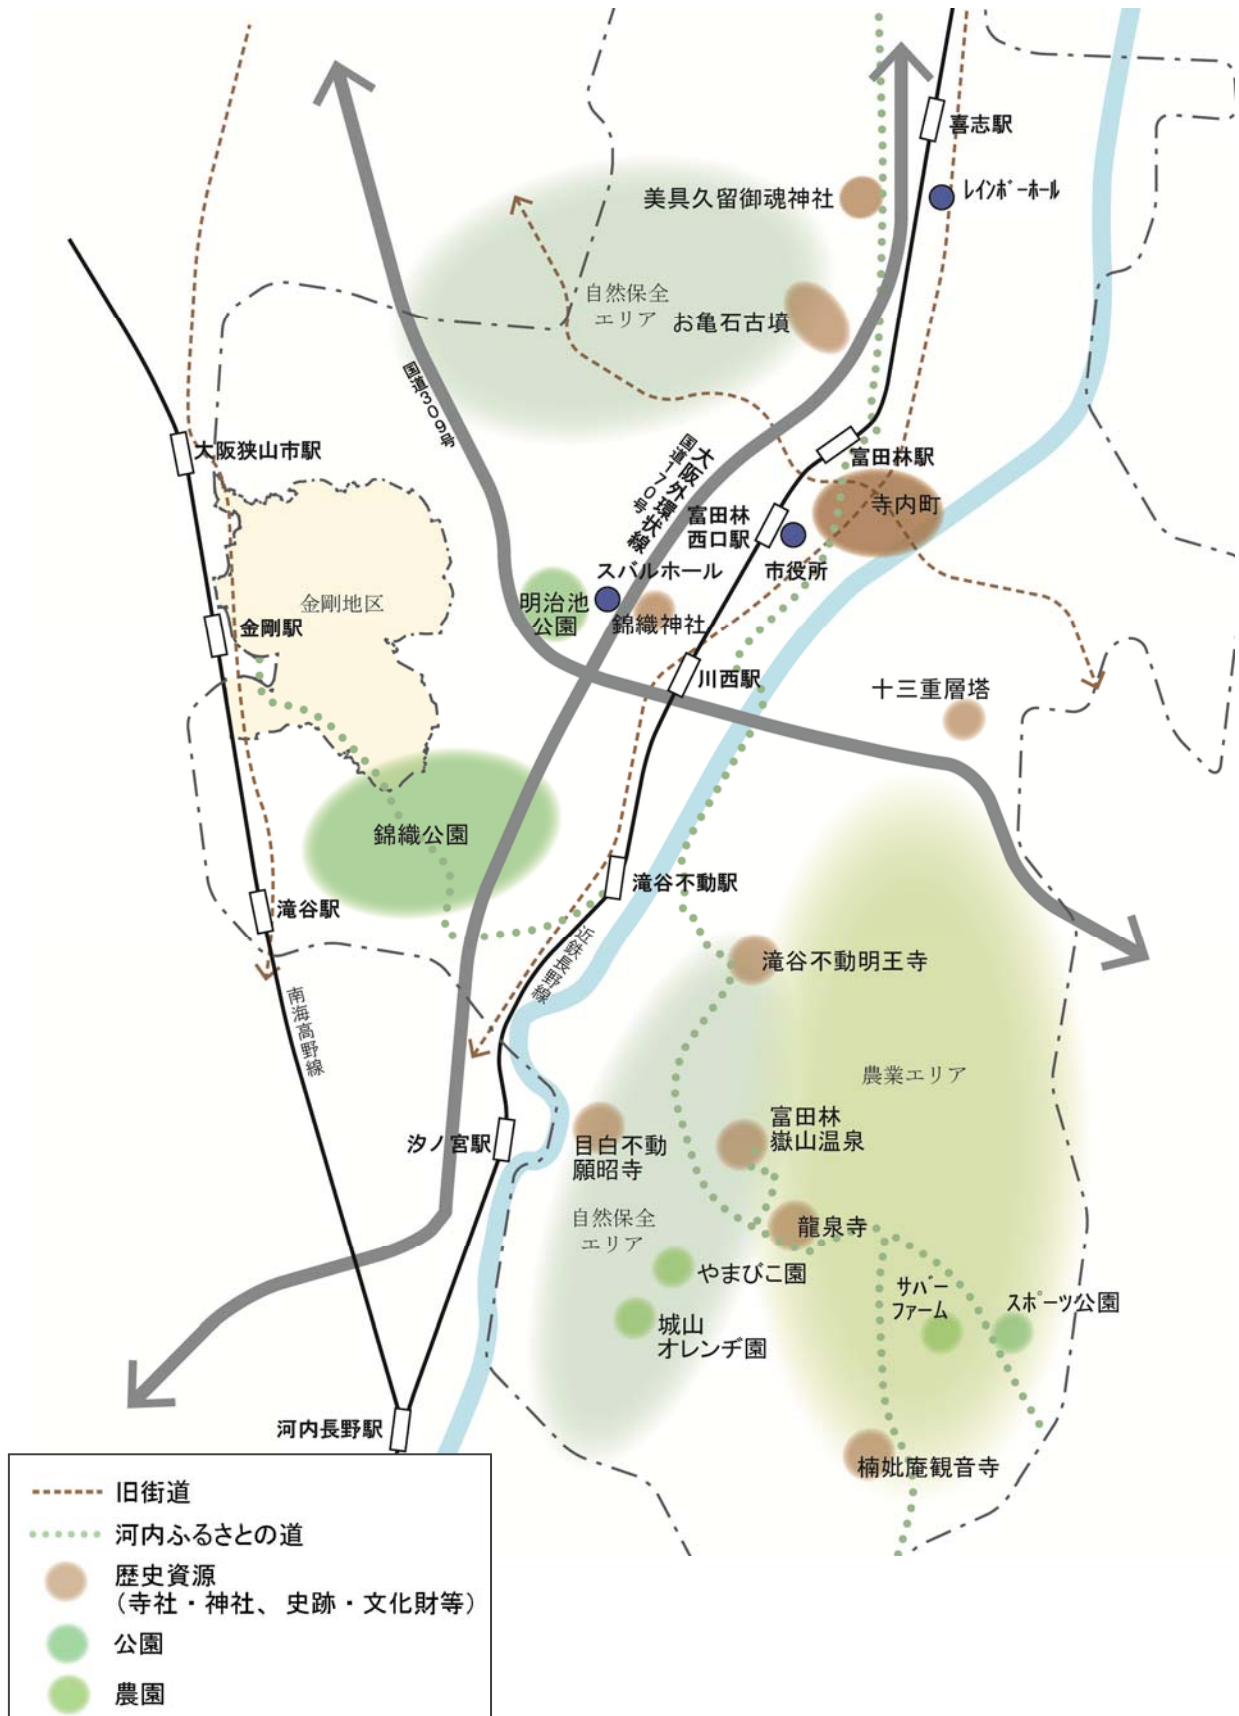 喜志駅
美具久留御魂神社
レインボーホール
自然保全
エリア
お亀石古墳
国道309号
大阪外環状線
国道170号
大阪狭山市駅
富田林駅
寺内町
富田林
西口駅
市役所
スバルホール
明治池
公園
錦織神社
金剛地区
金剛駅
川西駅
十三重層塔
錦織公園
滝谷不動駅
滝谷駅
近鉄長野線
滝谷不動明王寺
南海高野線
農業エリア
汐ノ宮駅
目白不動
願昭寺
富田林
嶽山温泉
自然保全
エリア
龍泉寺
やまびこ園
サバー
ファーム
スポーツ公園
城山
オレンヂ園
河内長野駅
楠妣庵観音寺
旧街道
河内ふるさとの道
歴史資源
（寺社・神社、史跡・文化財等）
公園
農園